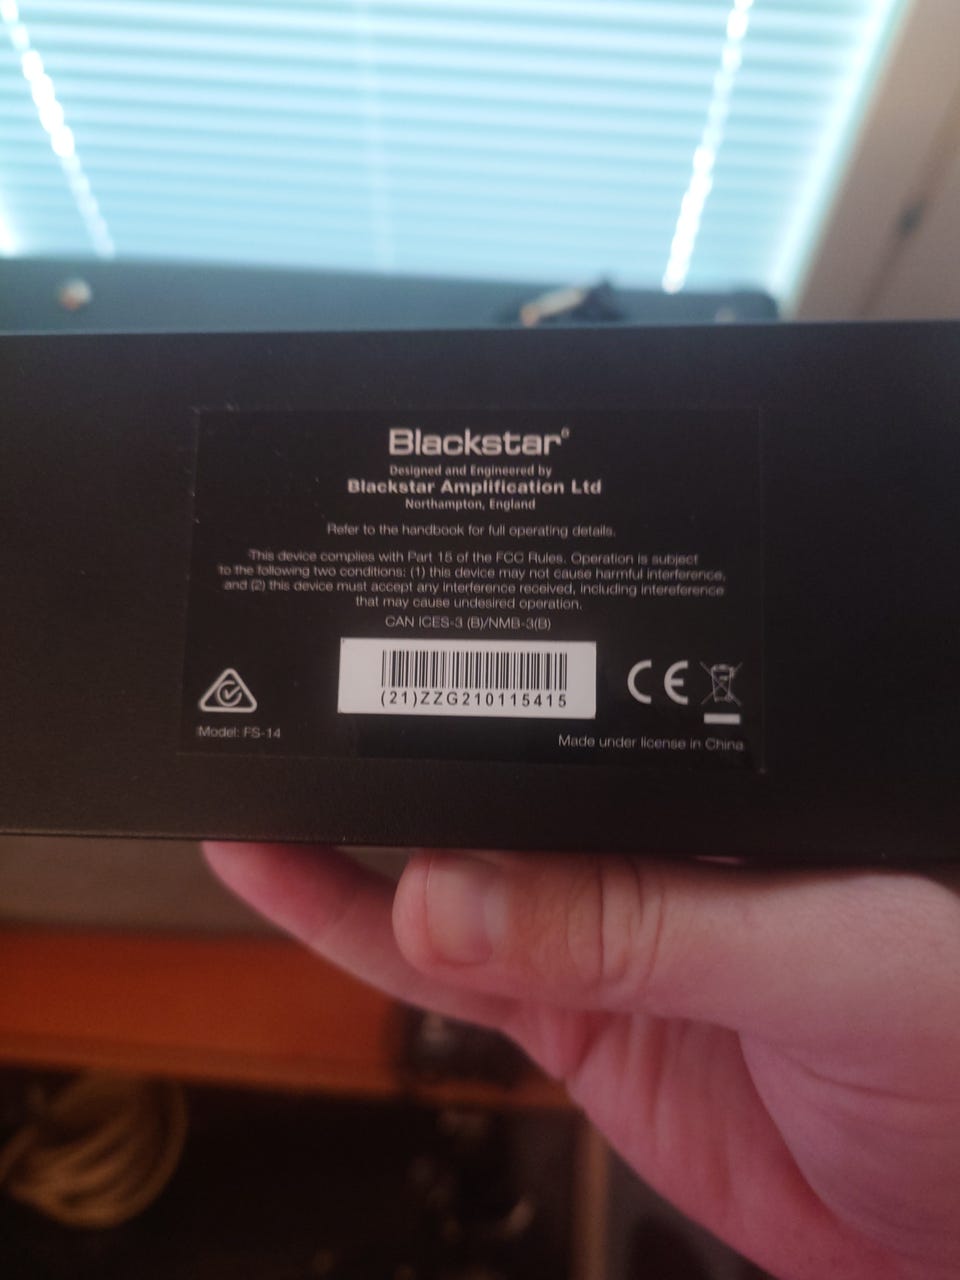 Blackstar®
Designed and Engineered by
Blackstar Amplification Ltd
Northampton, England
Refer to the handbook for full operating details.
This device complies with Part 15 of the FCC Rules. Operation is subject
to the following two conditions: (1) this device may not cause harmful interference,
and (2) this device must accept any interference received, including intereference
that may cause undesired operation.
CAN ICES-3 (B)/NMB-3(B)
(21)ZZG210115415
CE
Model: FS-14
Made under license in China